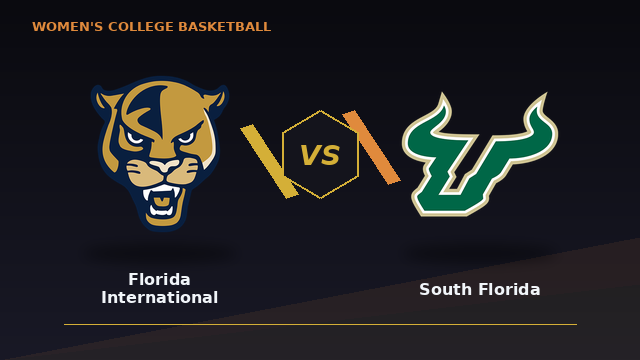 WOMEN'S COLLEGE BASKETBALL
VS
Florida
International
South Florida